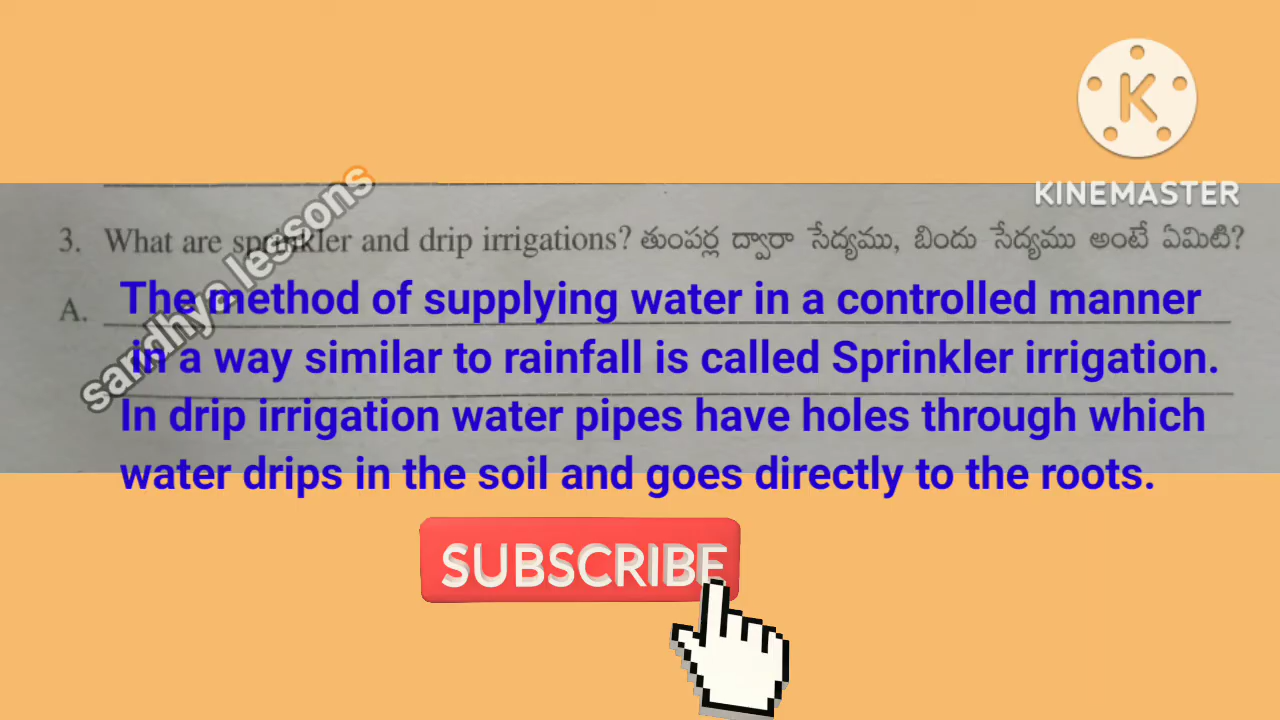 KINEMASTER
sandhya lessons
3. What are sprinkler and drip irrigations? తుంపర్ల ద్వారా సేద్యము, బిందు సేద్యము అంటే ఏమిటి?
A. The method of supplying water in a controlled manner
in a way similar to rainfall is called Sprinkler irrigation.
In drip irrigation water pipes have holes through which
water drips in the soil and goes directly to the roots.
SUBSCRIBE